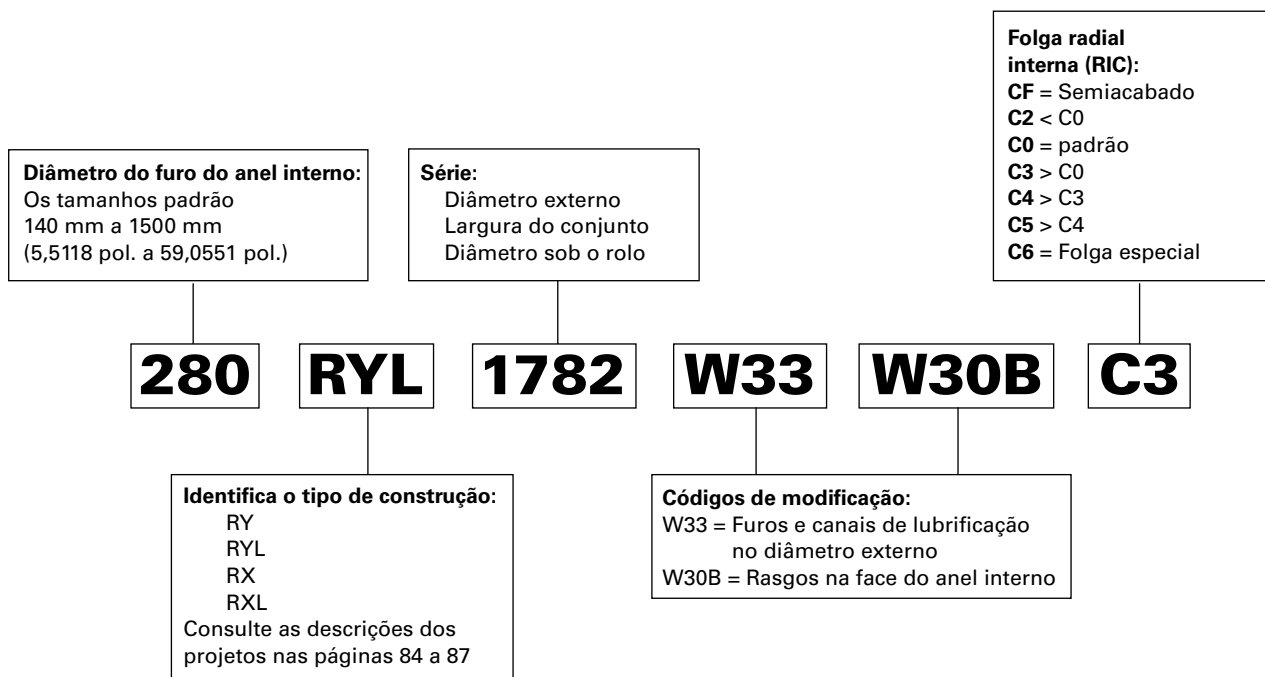 Folga radial
interna (RIC):
CF = Semiacabado
C2 < C0
C0 = padrão
C3 > C0
C4 > C3
C5 > C4
C6 = Folga especial
Diâmetro do furo do anel interno:
Os tamanhos padrão
140 mm a 1500 mm
(5,5118 pol. a 59,0551 pol.)
Série:
Diâmetro externo
Largura do conjunto
Diâmetro sob o rolo
280 RYL 1782 W33 W30B C3
Identifica o tipo de construção:
RY
RYL
RX
RXL
Consulte as descrições dos
projetos nas páginas 84 a 87
Códigos de modificação:
W33 = Furos e canais de lubrificação
no diâmetro externo
W30B = Rasgos na face do anel interno